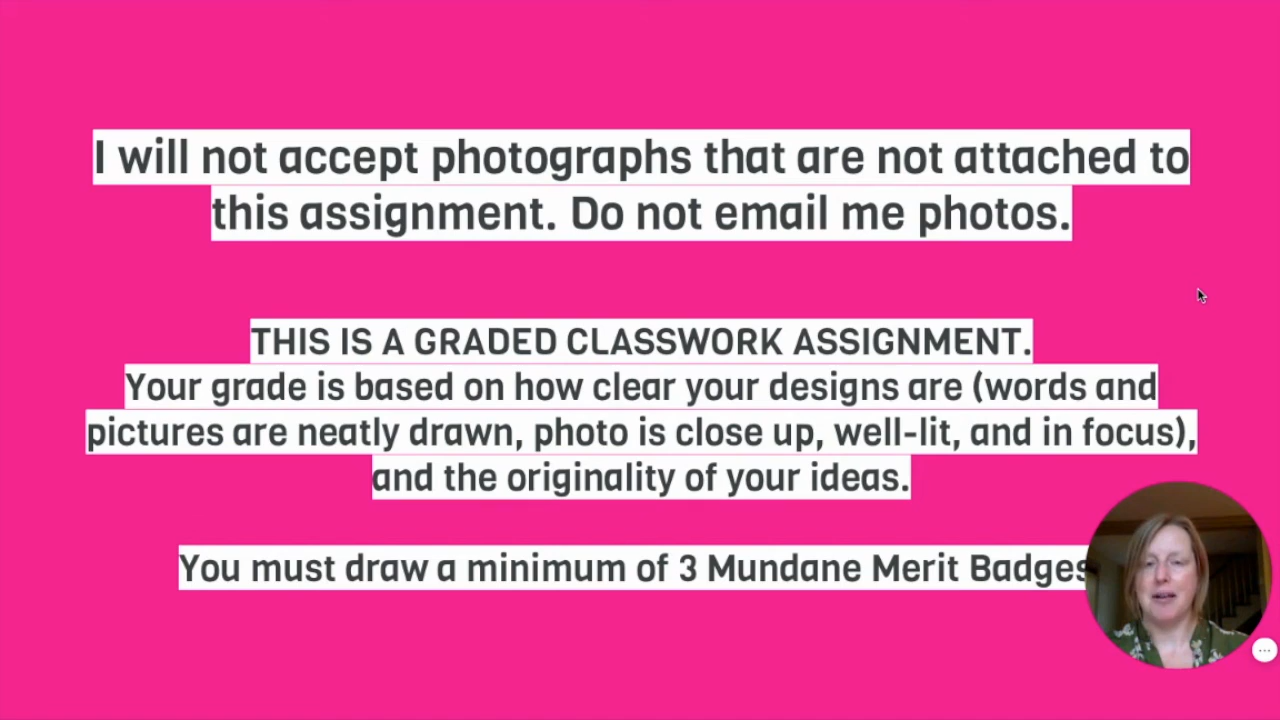 I will not accept photographs that are not attached to
this assignment. Do not email me photos.
THIS IS A GRADED CLASSWORK ASSIGNMENT.
Your grade is based on how clear your designs are (words and
pictures are neatly drawn, photo is close up, well-lit, and in focus),
and the originality of your ideas.
You must draw a minimum of 3 Mundane Merit Badges